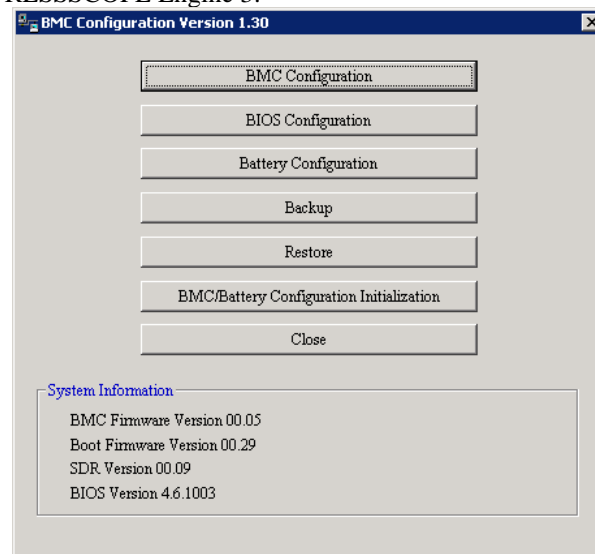 BMC Configuration Version 1.30
BMC Configuration
BIOS Configuration
Battery Configuration
Backup
Restore
BMC/Battery Configuration Initialization
Close
System Information
BMC Firmware Version 00.05
Boot Firmware Version 00.29
SDR Version 00.09
BIOS Version 4.6.1003